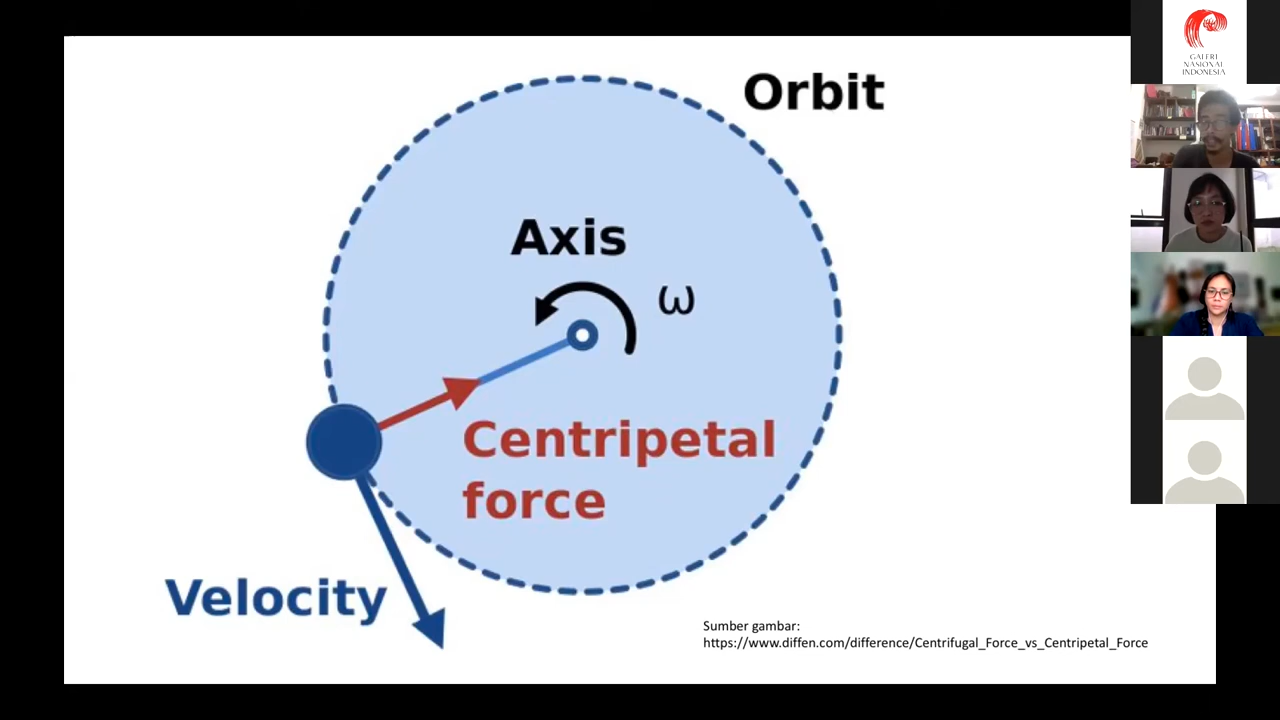 Orbit
Axis
ω
Centripetal
force
Velocity
Sumber gambar:
https://www.diffen.com/difference/Centrifugal_Force_vs_Centripetal_Force
GALERI
NASIONAL
INDONESIA